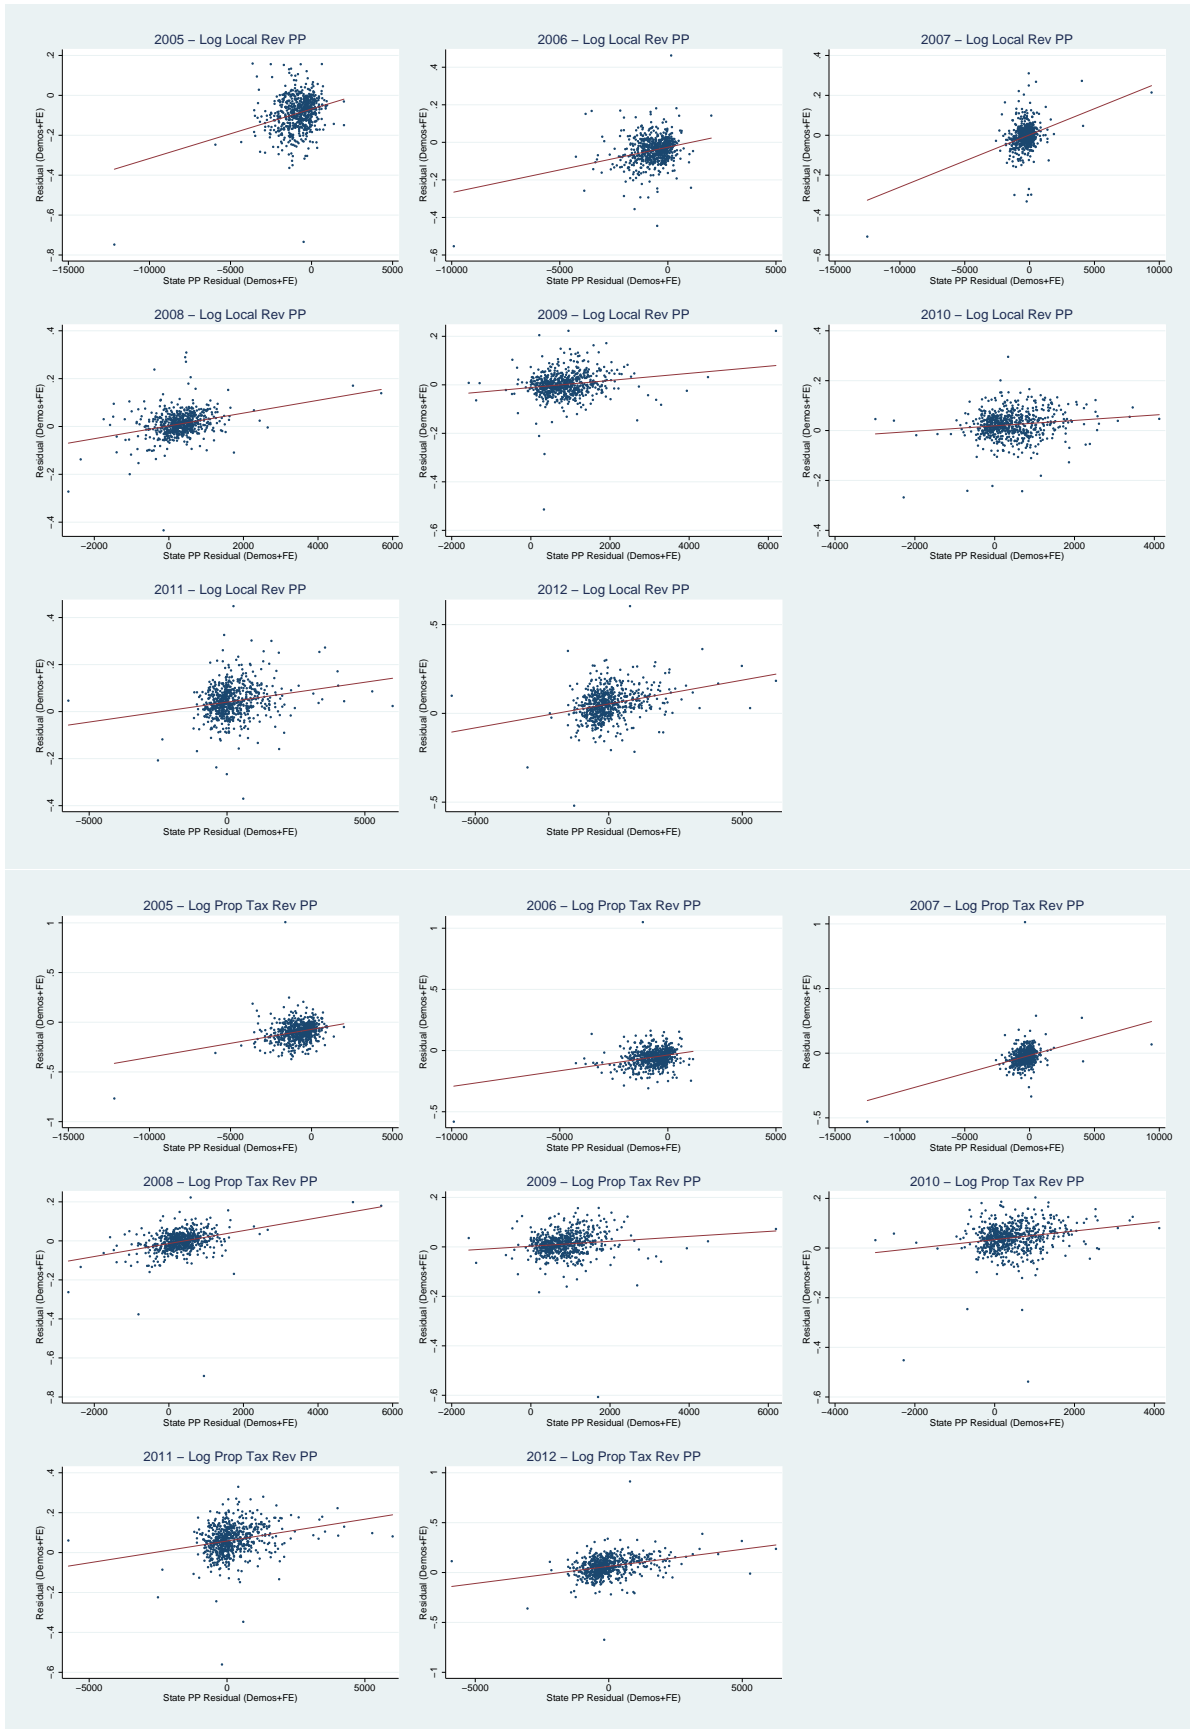 2005 – Log Local Rev PP
Residual (Demos+FE)
.2
0
−.2
−.4
−.6
−.8
−15000 −10000 −5000 0 5000
State PP Residual (Demos+FE)
2006 – Log Local Rev PP
Residual (Demos+FE)
.4
.2
0
−.2
−.4
−.6
−10000 −5000 0 5000
State PP Residual (Demos+FE)
2007 – Log Local Rev PP
Residual (Demos+FE)
.4
.2
0
−.2
−.4
−.6
−15000 −10000 −5000 0 5000 10000
State PP Residual (Demos+FE)
2008 – Log Local Rev PP
Residual (Demos+FE)
.4
.2
0
−.2
−.4
−2000 0 2000 4000 6000
State PP Residual (Demos+FE)
2009 – Log Local Rev PP
Residual (Demos+FE)
.2
0
−.2
−.4
−.6
−2000 0 2000 4000 6000
State PP Residual (Demos+FE)
2010 – Log Local Rev PP
Residual (Demos+FE)
.4
.2
0
−.2
−.4
−4000 −2000 0 2000 4000
State PP Residual (Demos+FE)
2011 – Log Local Rev PP
Residual (Demos+FE)
.4
.2
0
−.2
−.4
−5000 0 5000
State PP Residual (Demos+FE)
2012 – Log Local Rev PP
Residual (Demos+FE)
.5
0
−.5
−5000 0 5000
State PP Residual (Demos+FE)
2005 – Log Prop Tax Rev PP
Residual (Demos+FE)
1
.5
0
−.5
−1
−15000 −10000 −5000 0 5000
State PP Residual (Demos+FE)
2006 – Log Prop Tax Rev PP
Residual (Demos+FE)
1
.5
0
−.5
−10000 −5000 0 5000
State PP Residual (Demos+FE)
2007 – Log Prop Tax Rev PP
Residual (Demos+FE)
1
.5
0
−.5
−15000 −10000 −5000 0 5000 10000
State PP Residual (Demos+FE)
2008 – Log Prop Tax Rev PP
Residual (Demos+FE)
.2
0
−.2
−.4
−.6
−.8
−2000 0 2000 4000 6000
State PP Residual (Demos+FE)
2009 – Log Prop Tax Rev PP
Residual (Demos+FE)
.2
0
−.2
−.4
−.6
−2000 0 2000 4000 6000
State PP Residual (Demos+FE)
2010 – Log Prop Tax Rev PP
Residual (Demos+FE)
.2
0
−.2
−.4
−.6
−4000 −2000 0 2000 4000
State PP Residual (Demos+FE)
2011 – Log Prop Tax Rev PP
Residual (Demos+FE)
.4
.2
0
−.2
−.4
−.6
−5000 0 5000
State PP Residual (Demos+FE)
2012 – Log Prop Tax Rev PP
Residual (Demos+FE)
1
.5
0
−.5
−1
−5000 0 5000
State PP Residual (Demos+FE)